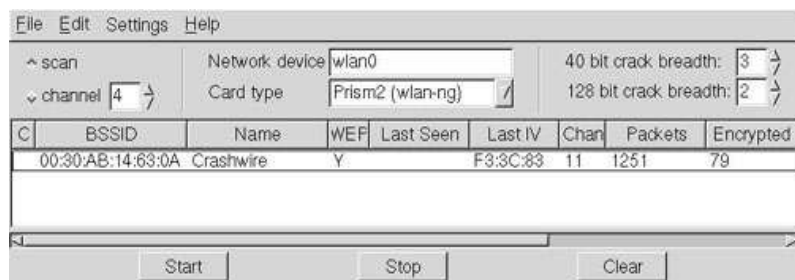 File Edit Settings Help
scan Network device wlan0 40 bit crack breadth: 3
channel 4 Card type Prism2 (wlan-ng) 128 bit crack breadth: 2
C BSSID Name WEP Last Seen Last IV Chan Packets Encrypted
00:30:AB:14:63:0A Crashwire Y F3:3C:83 11 1251 79
Start Stop Clear